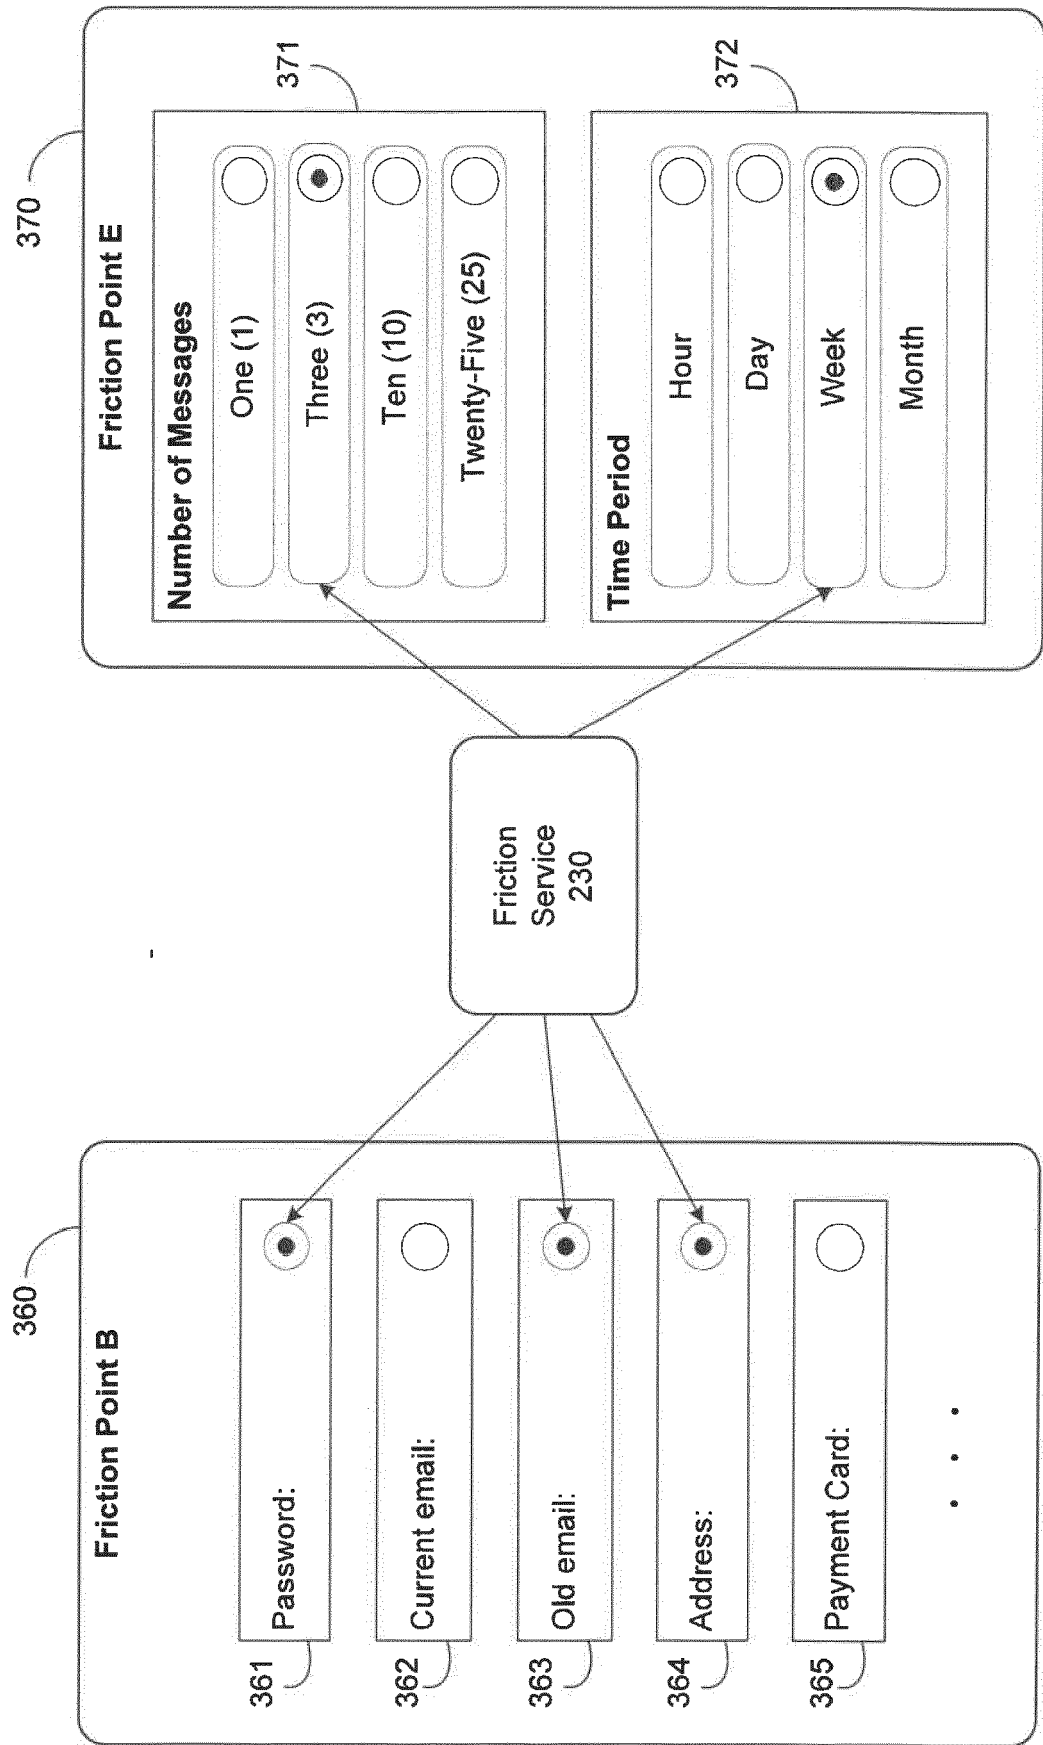 360
Friction Point B
361
Password:
362
Current email:
363
Old email:
364
Address:
365
Payment Card:
. . .
Friction
Service
230
370
Friction Point E
371
Number of Messages
One (1)
Three (3)
Ten (10)
Twenty-Five (25)
372
Time Period
Hour
Day
Week
Month